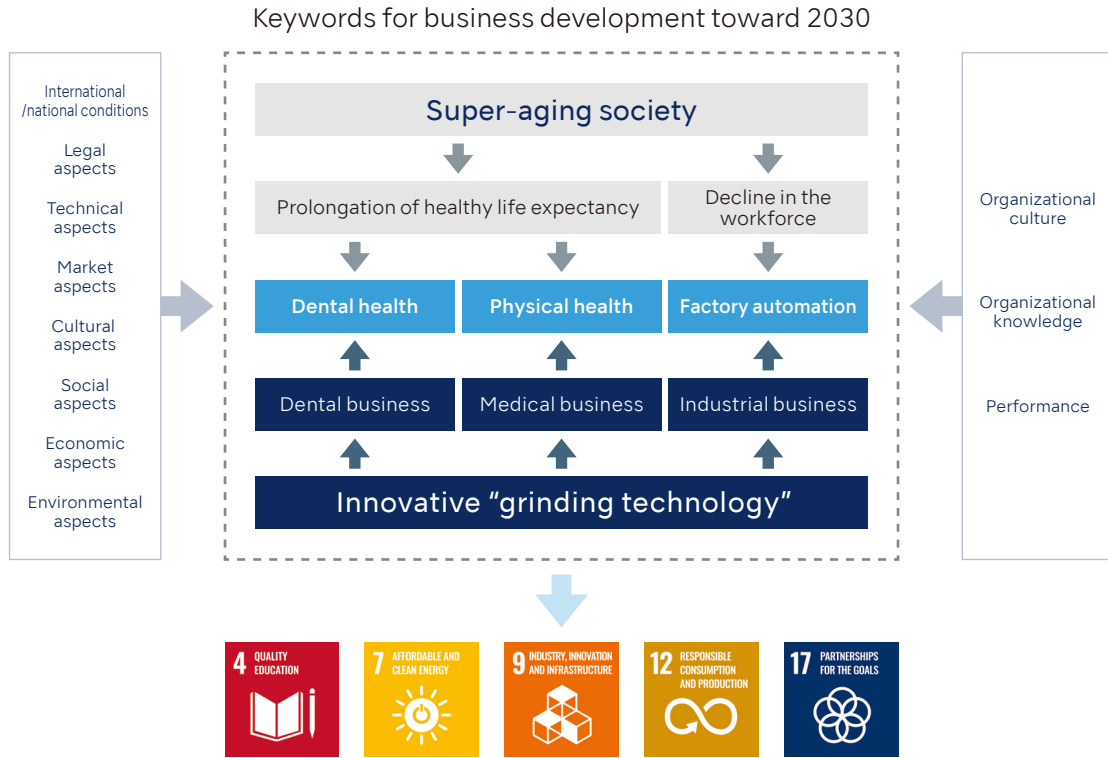 Keywords for business development toward 2030
International
/national conditions
Legal
aspects
Technical
aspects
Market
aspects
Cultural
aspects
Social
aspects
Economic
aspects
Environmental
aspects
Super-aging society
Prolongation of healthy life expectancy
Decline in the
workforce
Dental health
Physical health
Factory automation
Dental business
Medical business
Industrial business
Innovative “grinding technology”
Organizational
culture
Organizational
knowledge
Performance
4 QUALITY
EDUCATION
7 AFFORDABLE AND
CLEAN ENERGY
9 INDUSTRY, INNOVATION
AND INFRASTRUCTURE
12 RESPONSIBLE
CONSUMPTION
AND PRODUCTION
17 PARTNERSHIPS
FOR THE GOALS